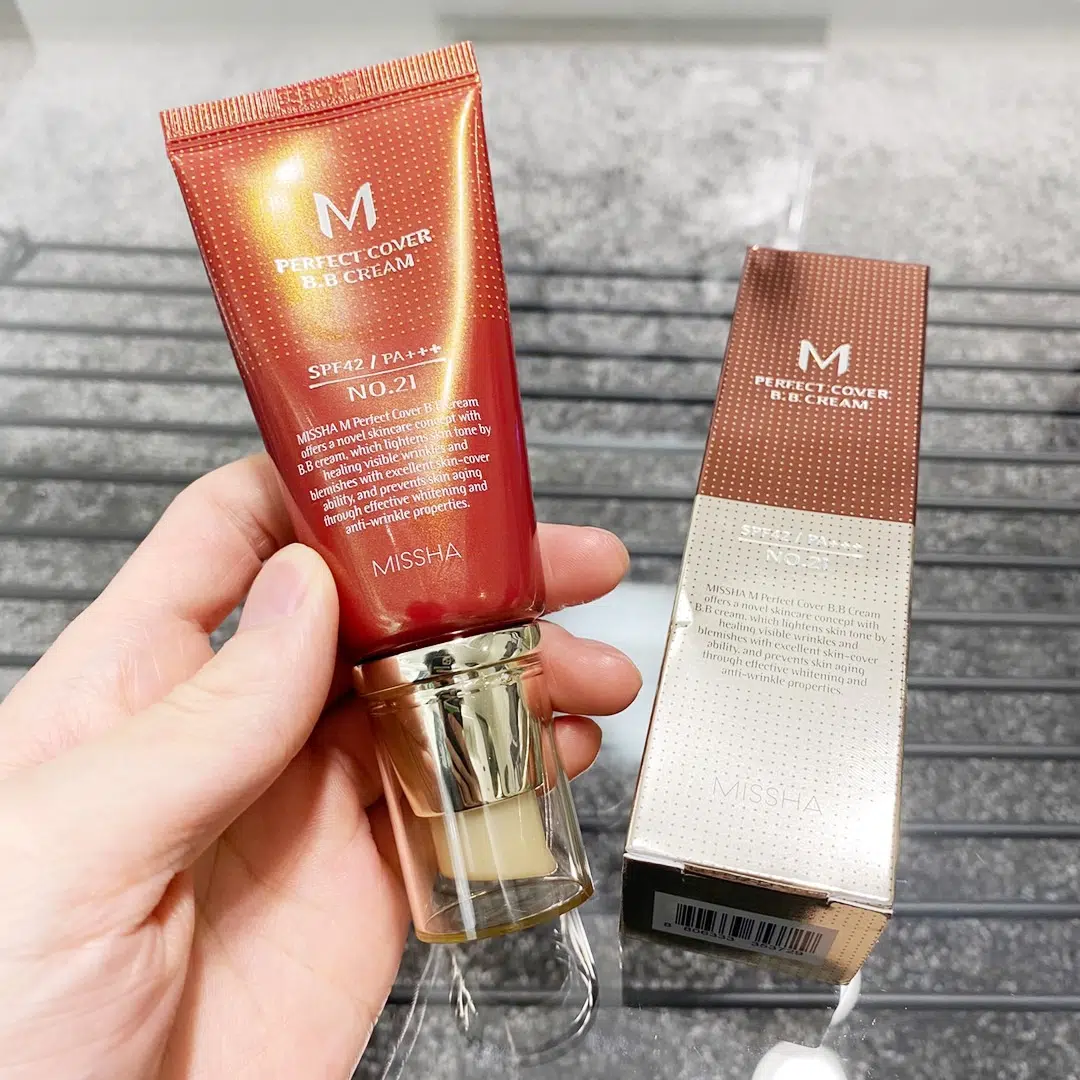 M
PERFECT COVER
B.B CREAM
SPF42 / PA+++
NO.21
MISSHA M Perfect Cover B.B Cream
offers a novel skincare concept with
B.B cream, which lightens skin tone by
healing visible wrinkles and
blemishes with excellent skin-cover
ability, and prevents skin aging
through effective whitening and
anti-wrinkle properties.
MISSHA
M
PERFECT COVER
B.B CREAM
SPF42 / PA+++
NO.21
MISSHA M Perfect Cover B.B Cream
offers a novel skincare concept with
B.B cream, which lightens skin tone by
healing visible wrinkles and
blemishes with excellent skin-cover
ability, and prevents skin aging
through effective whitening and
anti-wrinkle properties.
MISSHA